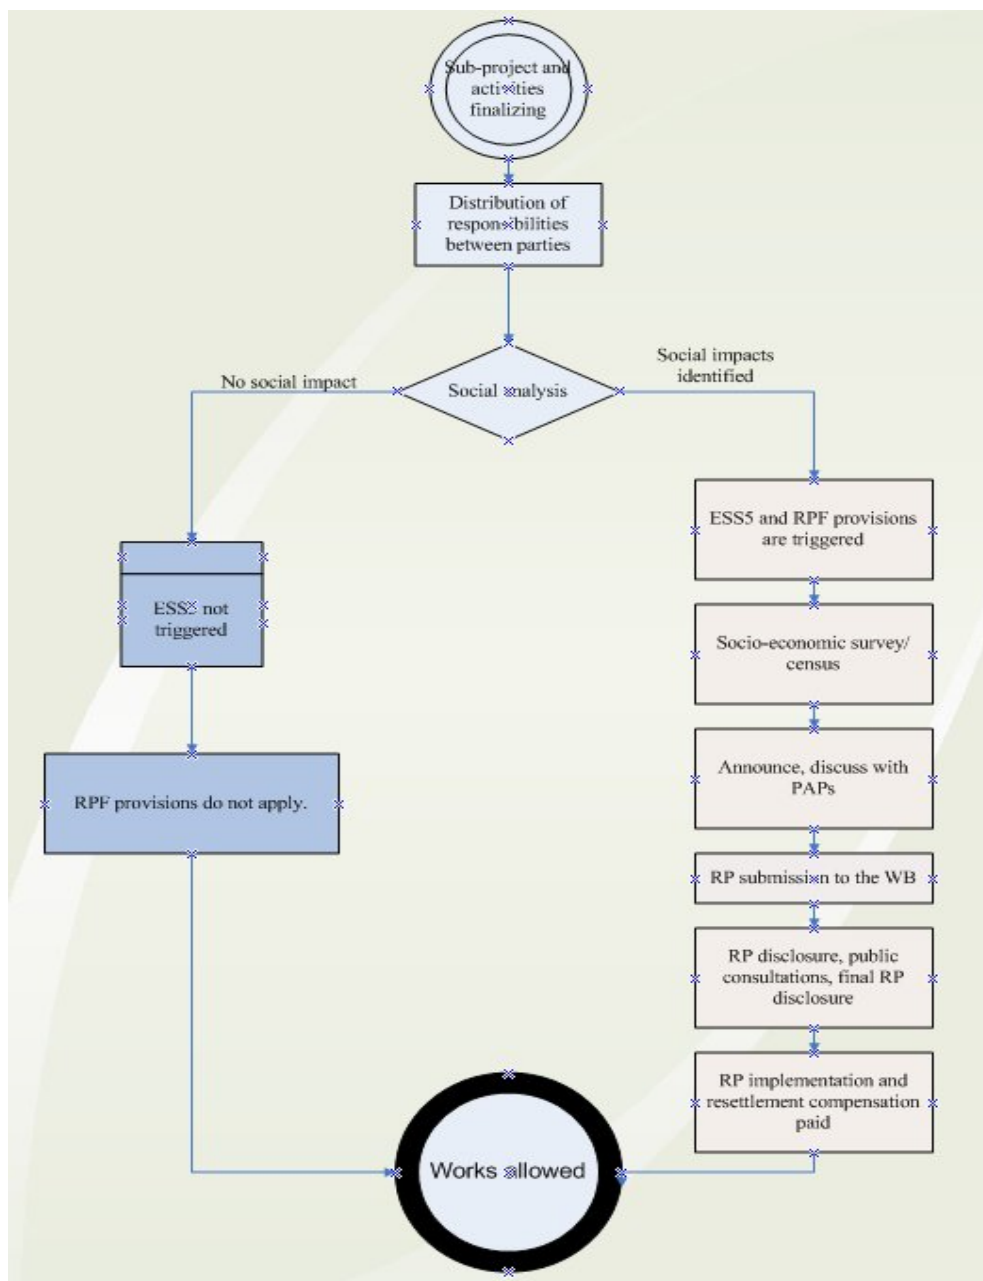 Sub-project and
activities
finalizing
Distribution of
responsibilities
between parties
Social impacts
identified
No social impact
Social analysis
ESS5 and RPF provisions
are triggered
ESS5 not
triggered
Socio-economic survey/
census
Announce, discuss with
PAPs
RPF provisions do not apply.
RP submission to the WB
RP disclosure, public
consultations, final RP
disclosure
RP implementation and
resettlement compensation
paid
Works allowed